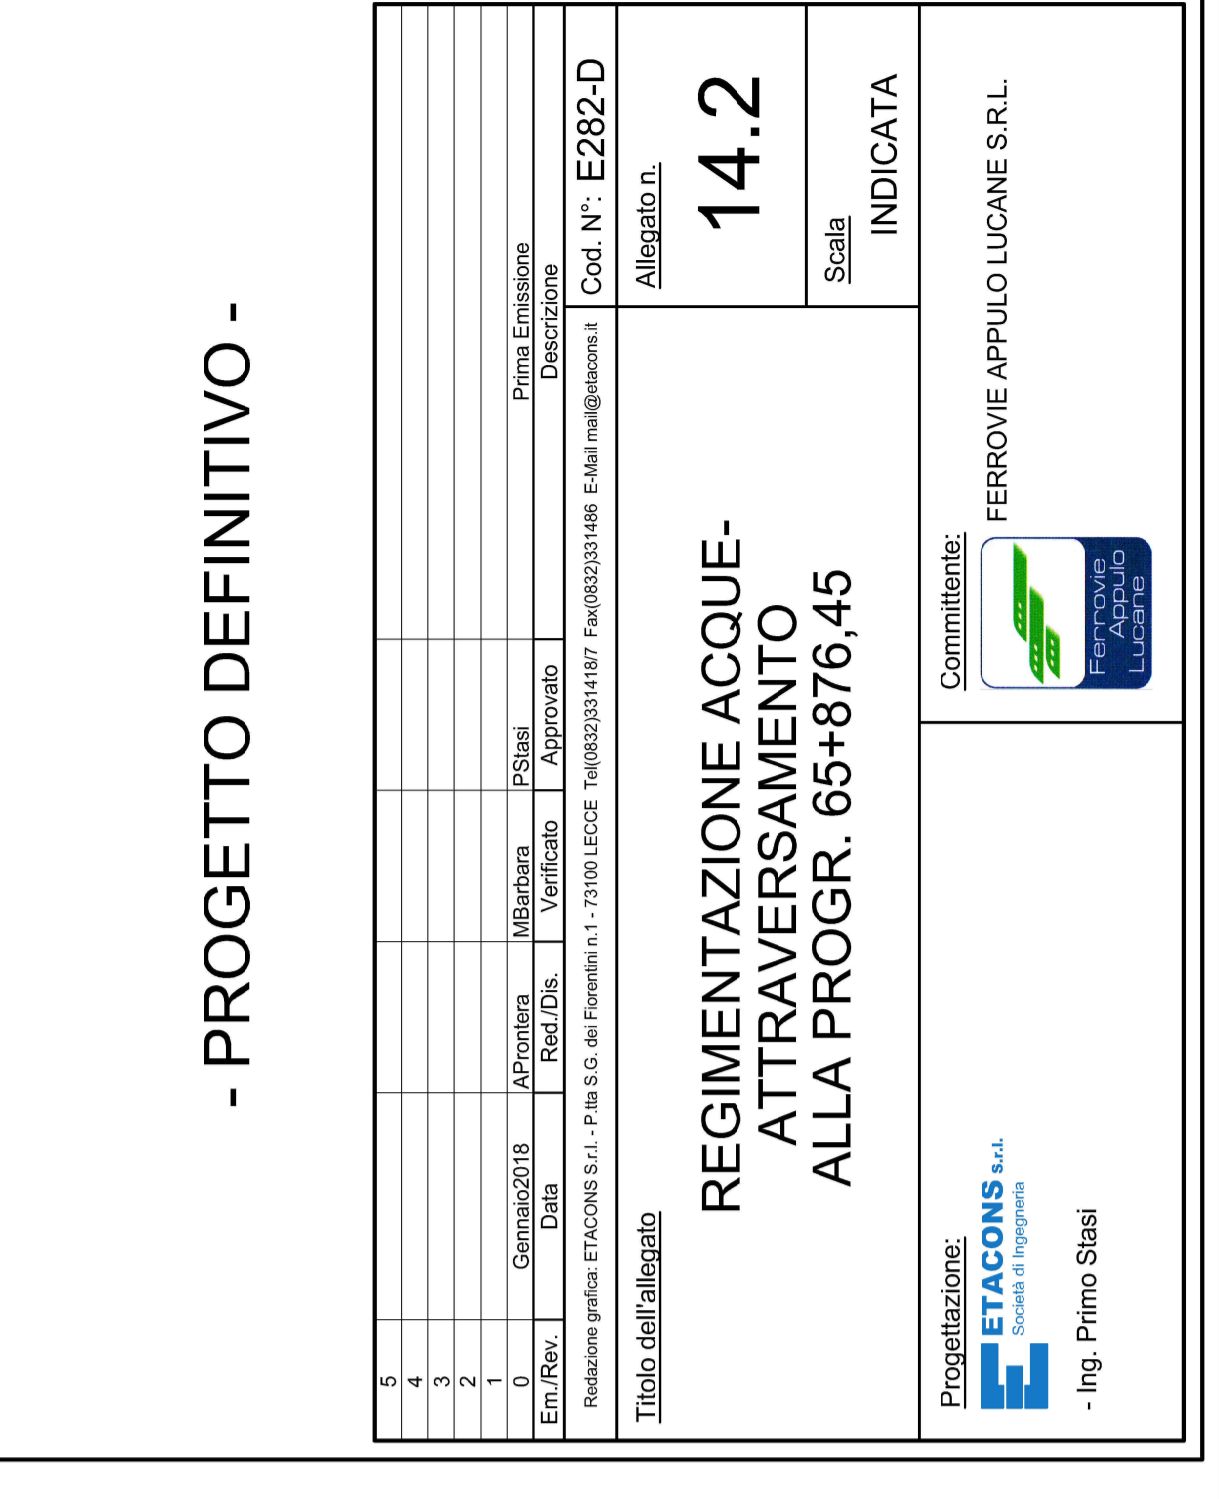 - PROGETTO DEFINITIVO -
5
4
3
2
1
0 Gennaio2018 AProntera MBarbara PStasi Prima Emissione
Em./Rev. Data Red./Dis. Verificato Approvato Descrizione
Redazione grafica: ETACONS S.r.l. - P.tta S.G. dei Fiorentini n.1 - 73100 LECCE Tel(0832)331418/7 Fax(0832)331486 E-Mail mail@etacons.it
Cod. N°: E282-D
Titolo dell'allegato
REGIMENTAZIONE ACQUE-
ATTRAVERSAMENTO
ALLA PROGR. 65+876,45
Allegato n.
14.2
Scala
INDICATA
Progettazione:
ETACONS s.r.l.
Società di Ingegneria
- Ing. Primo Stasi
Committente:
FERROVIE APPULO LUCANE S.R.L.
Ferrovie
Appulo
Lucane